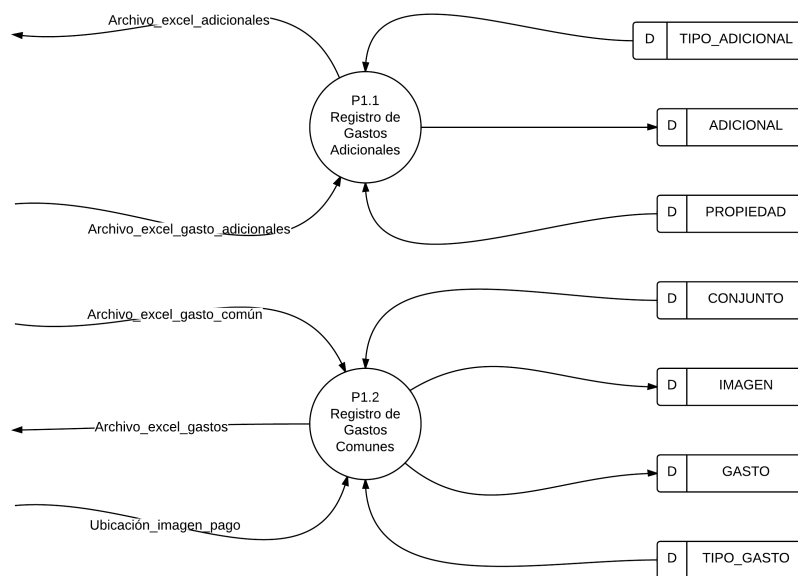 Archivo_excel_adicionales
D TIPO_ADICIONAL
P1.1
Registro de
Gastos
Adicionales
D ADICIONAL
D PROPIEDAD
Archivo_excel_gasto_adicionales
D CONJUNTO
Archivo_excel_gasto_común
D IMAGEN
P1.2
Registro de
Gastos
Comunes
Archivo_excel_gastos
D GASTO
Ubicación_imagen_pago
D TIPO_GASTO